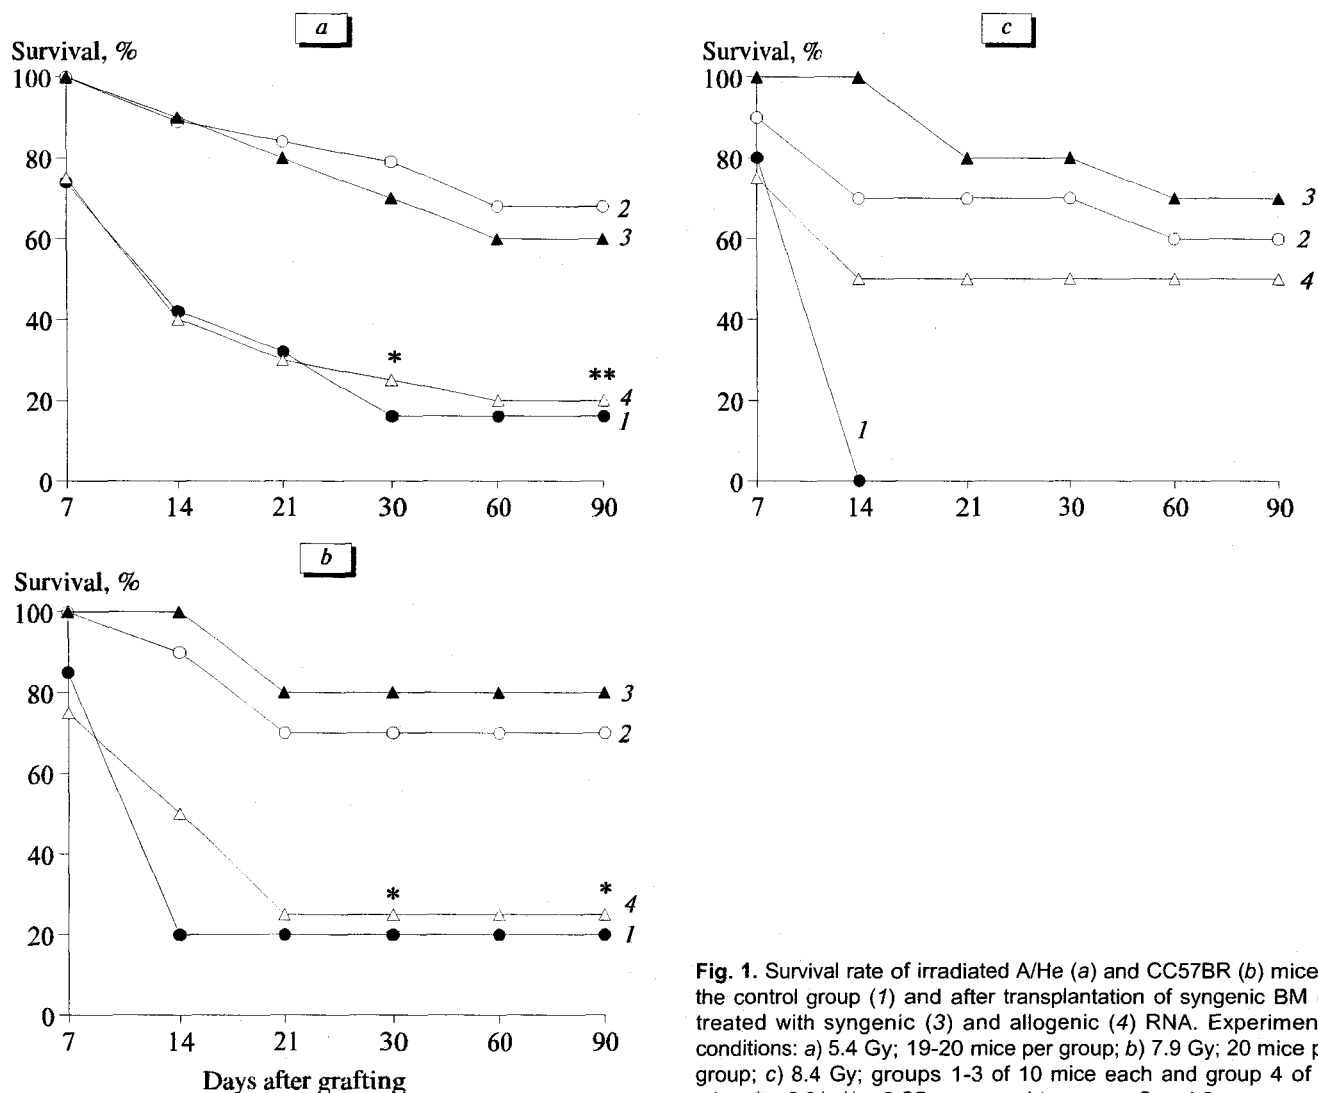 a
Survival, %
100
80
60
40
20
0
7 14 21 30 60 90
2
3
*
**
4
1
c
Survival, %
100
80
60
40
20
0
7 14 21 30 60 90
3
2
4
1
b
Survival, %
100
80
60
40
20
0
7 14 21 30 60 90
3
2
*
*
4
1
Days after grafting
Fig. 1. Survival rate of irradiated A/He (a) and CC57BR (b) mice
the control group (1) and after transplantation of syngenic BM
treated with syngenic (3) and allogenic (4) RNA. Experimen
conditions: a) 5.4 Gy; 19-20 mice per group; b) 7.9 Gy; 20 mice p
group; c) 8.4 Gy; groups 1-3 of 10 mice each and group 4 of